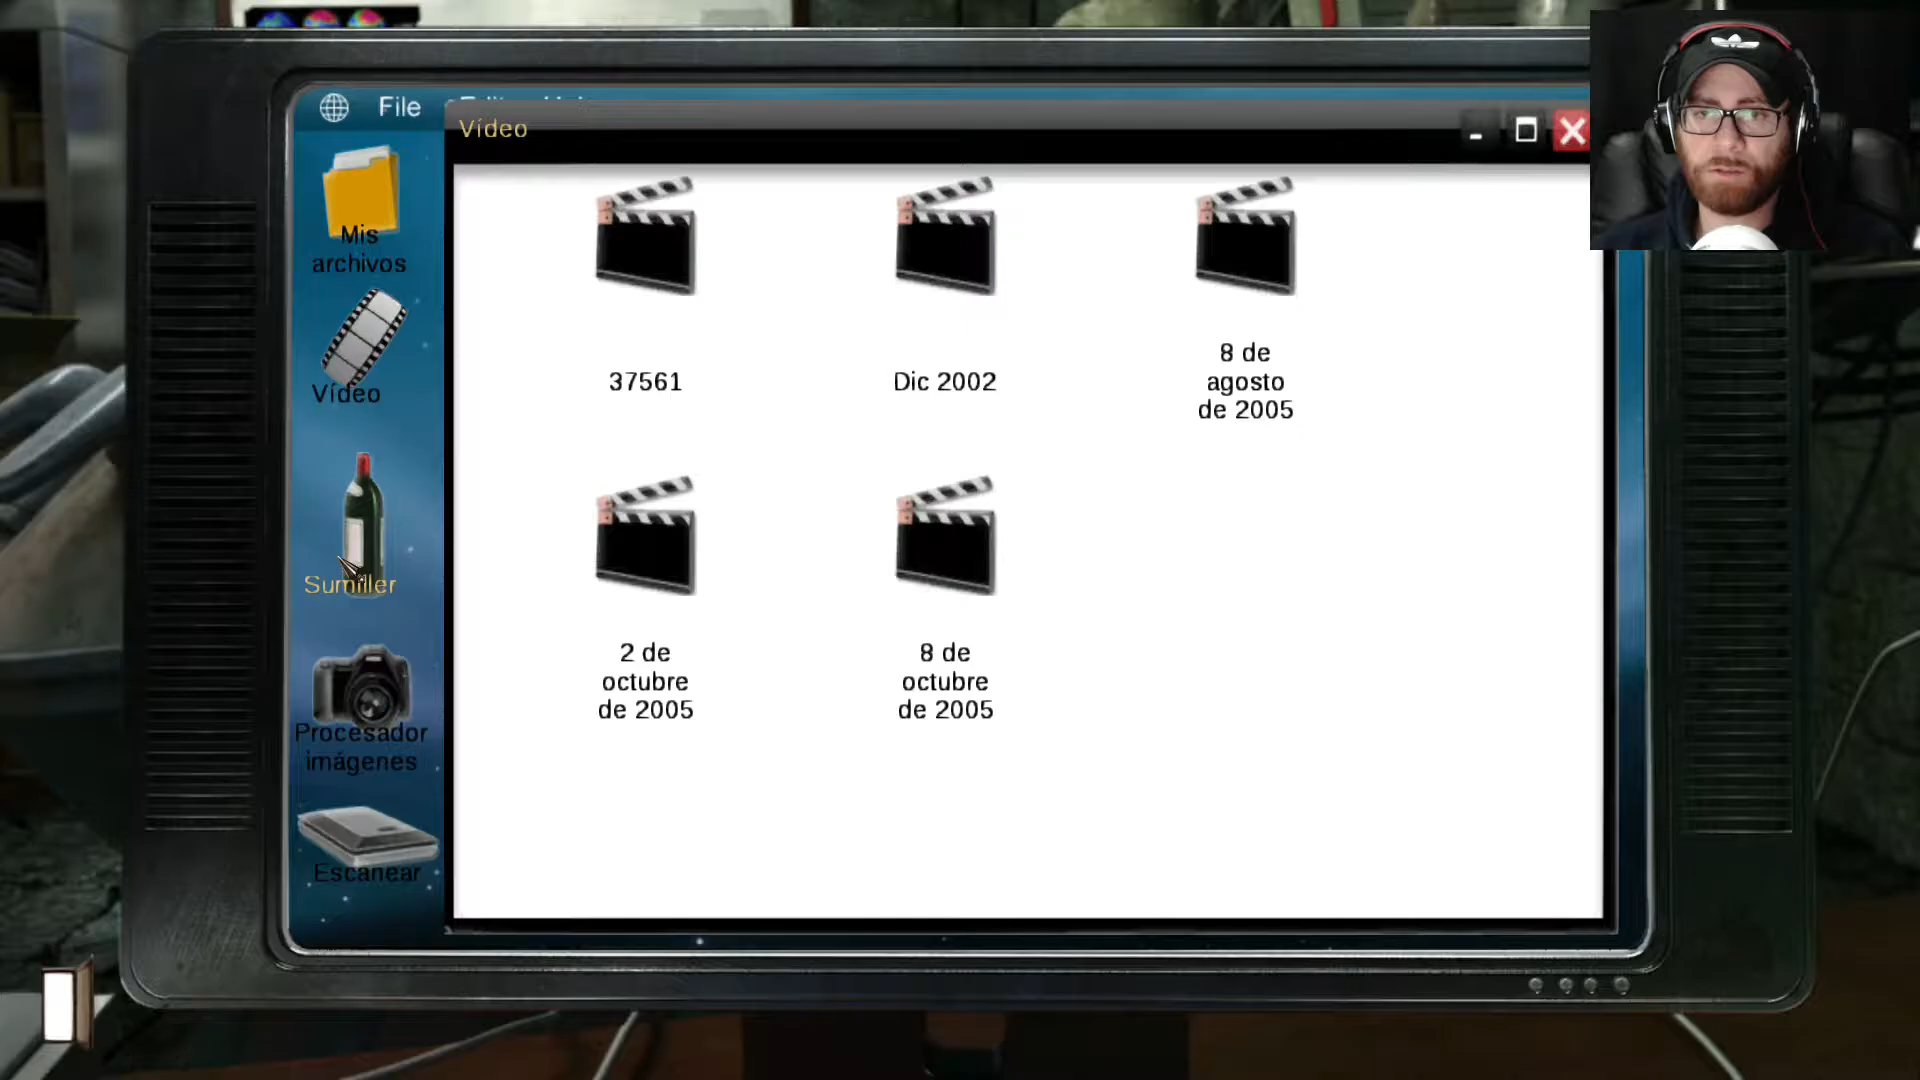 File
Vídeo
Mis
archivos
Vídeo
Sumiller
Procesador
imágenes
Escanear
37561
Dic 2002
8 de
agosto
de 2005
2 de
octubre
de 2005
8 de
octubre
de 2005